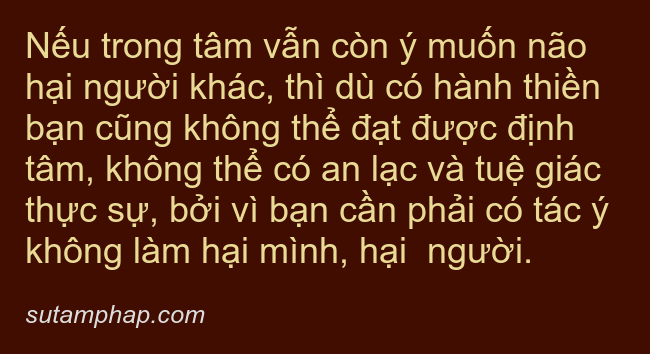 Nếu trong tâm vẫn còn ý muốn não
hại người khác, thì dù có hành thiền
bạn cũng không thể đạt được định
tâm, không thể có an lạc và tuệ giác
thực sự, bởi vì bạn cần phải có tác ý
không làm hại mình, hại  người.
sutamphap.com